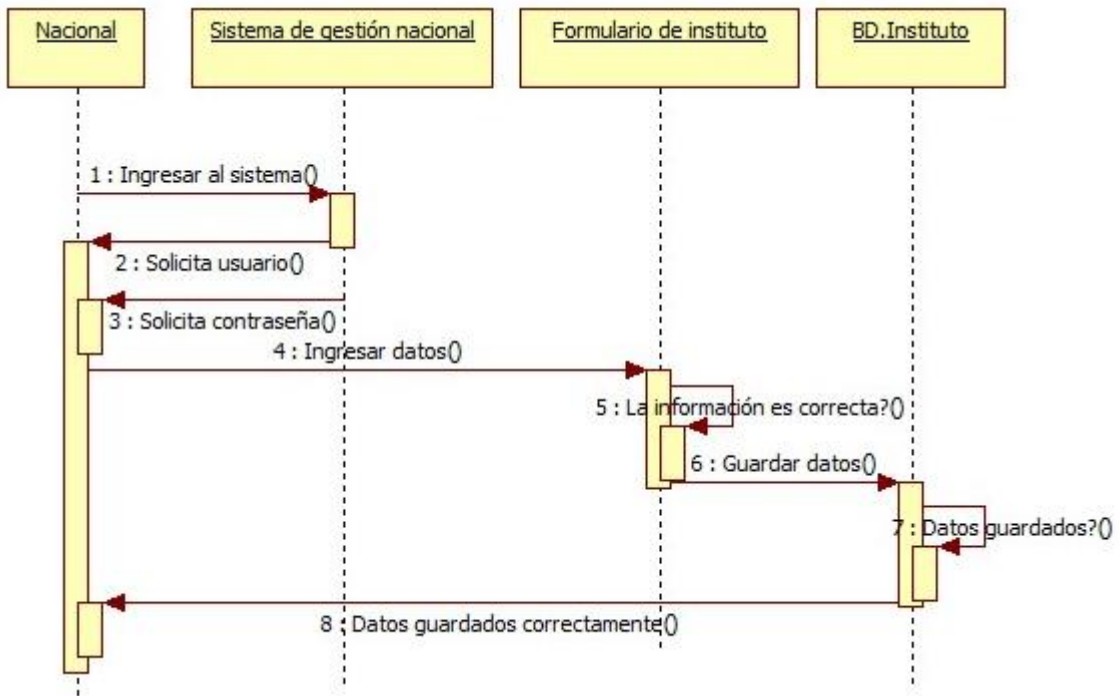 Nacional
Sistema de gestión nacional
Formulario de instituto
BD.Instituto
1 : Ingresar al sistema()
2 : Solicita usuario()
3 : Solicita contraseña()
4 : Ingresar datos()
5 : La información es correcta?()
6 : Guardar datos()
7 : Datos guardados?()
8 : Datos guardados correctamente()